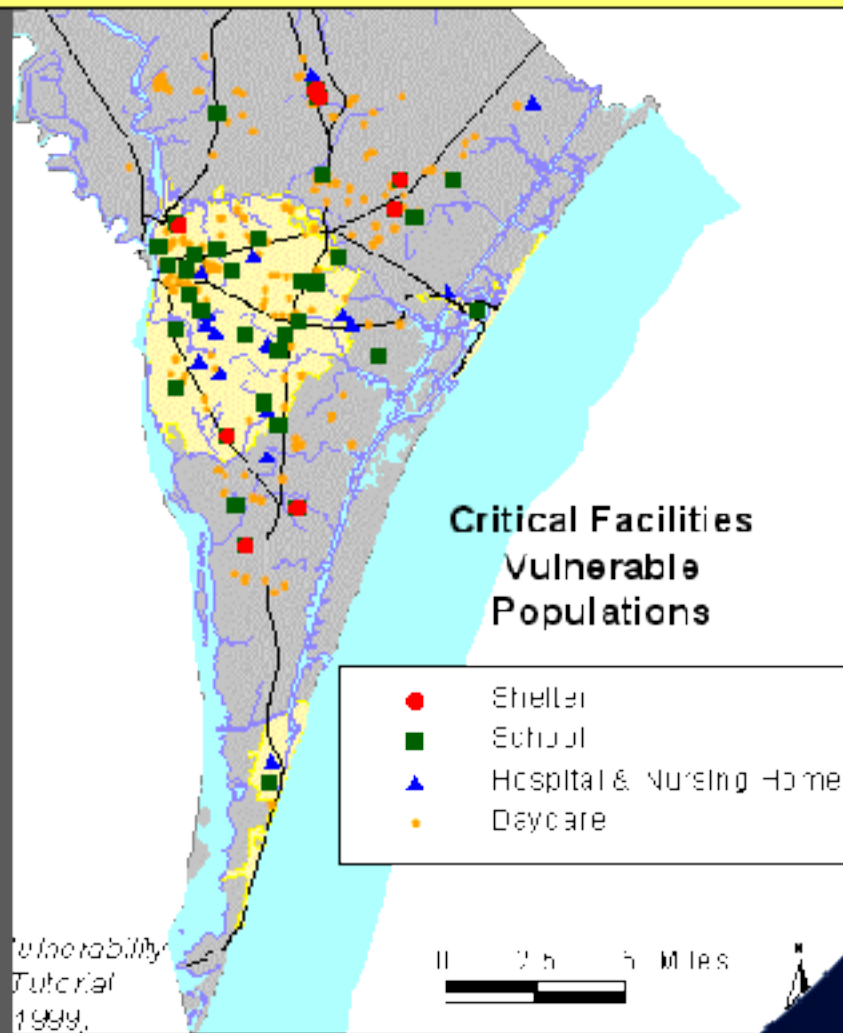 Critical Facilities
Vulnerable
Populations
Shelter
School
Hospital & Nursing Home
Daycare
0 2.5 5 Miles
N
Vulnerability
Tutorial
1999,